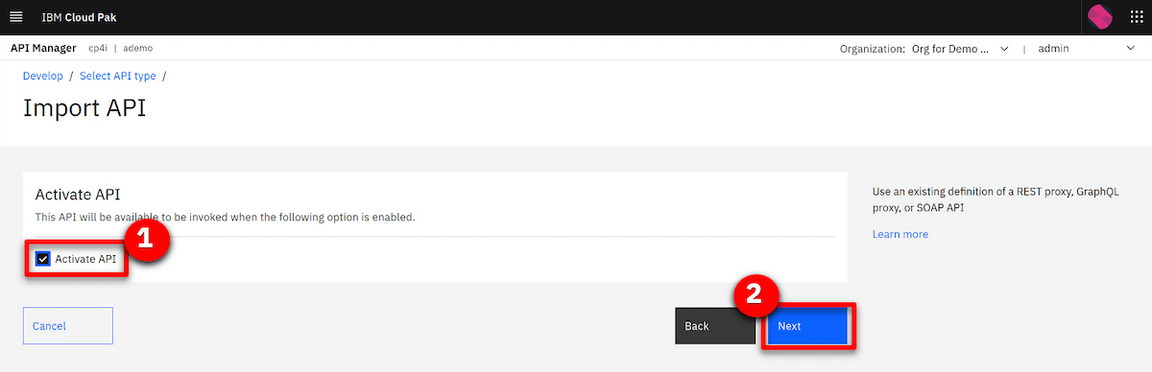 IBM Cloud Pak
API Manager cp4i | ademo Organization: Org for Demo ... | admin
Develop / Select API type /
Import API
Activate API
This API will be available to be invoked when the following option is enabled.
1
Activate API
Use an existing definition of a REST proxy, GraphQL
proxy, or SOAP API
Learn more
2
Cancel Back Next